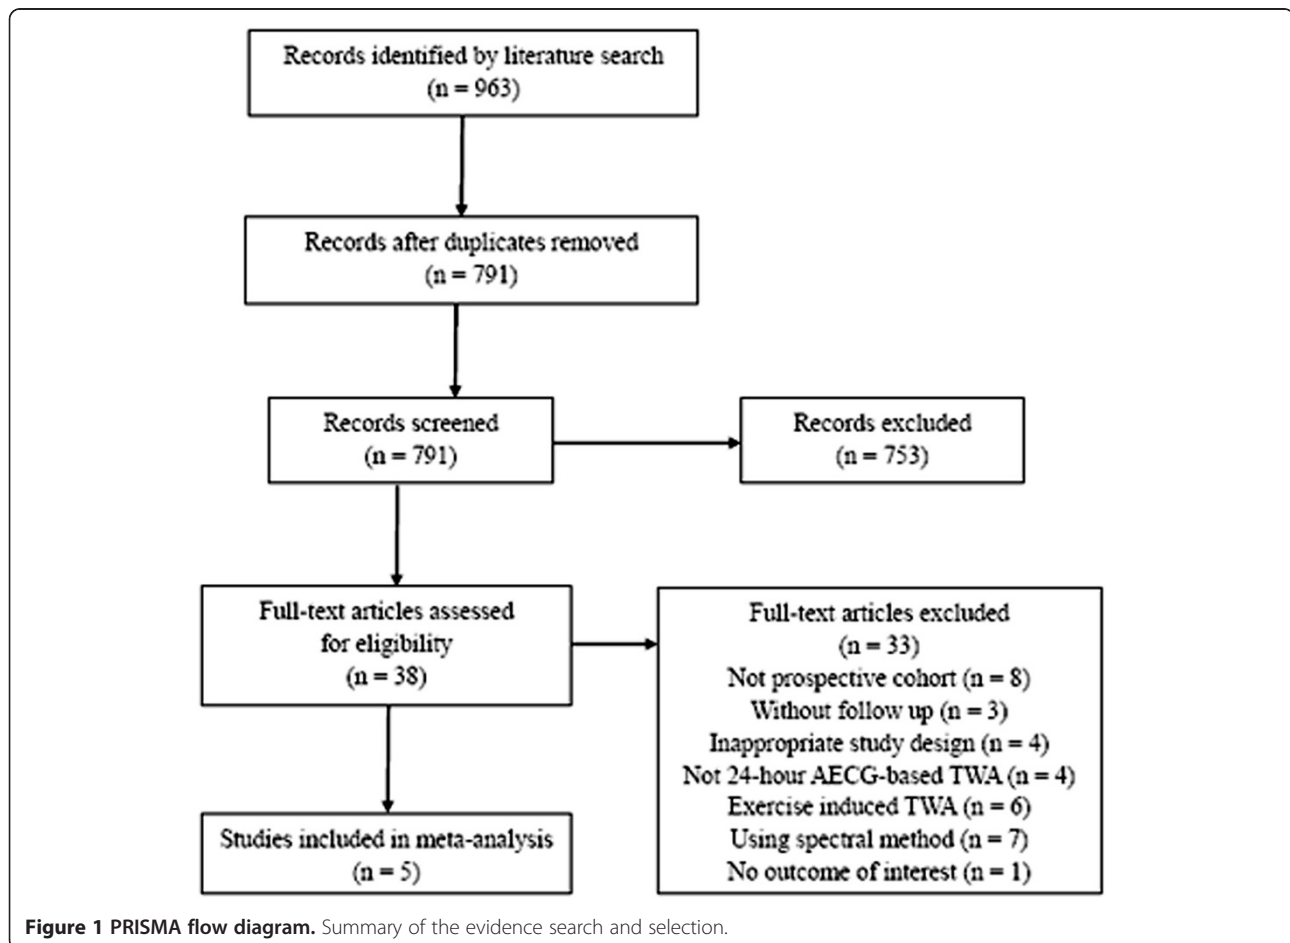 Records identified by literature search
(n = 963)
Records after duplicates removed
(n = 791)
Records screened
(n = 791)
Records excluded
(n = 753)
Full-text articles assessed
for eligibility
(n = 38)
Full-text articles excluded
(n = 33)
Not prospective cohort (n = 8)
Without follow up (n = 3)
Inappropriate study design (n = 4)
Not 24-hour AECG-based TWA (n = 4)
Exercise induced TWA (n = 6)
Using spectral method (n = 7)
No outcome of interest (n = 1)
Studies included in meta-analysis
(n = 5)
Figure 1 PRISMA flow diagram. Summary of the evidence search and selection.